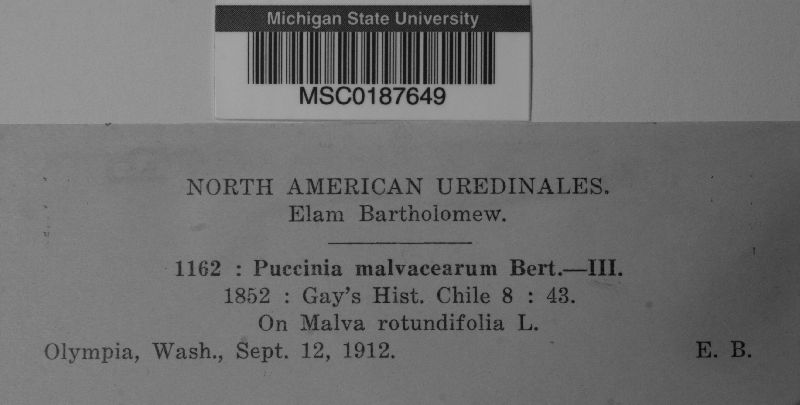 Michigan State University
MSC0187649
NORTH AMERICAN UREDINALES.
Elam Bartholomew.
1162 : Puccinia malvacearum Bert.—III.
1852 : Gay's Hist. Chile 8 : 43.
On Malva rotundifolia L.
Olympia, Wash., Sept. 12, 1912. E. B.